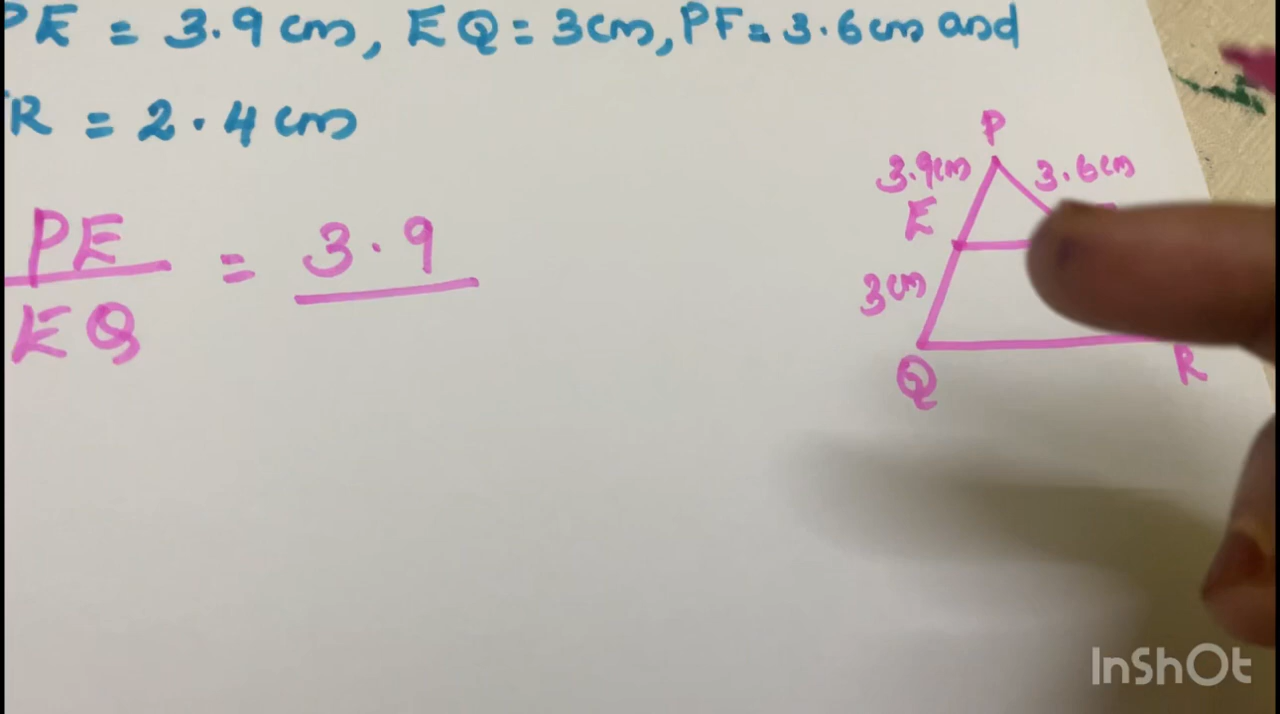 PE = 3.9 cm, EQ = 3cm, PF = 3.6 cm and
R = 2.4 cm
PE = 3.9
EQ
P
3.9cm 3.6cm
E
3cm
Q R
InShOt